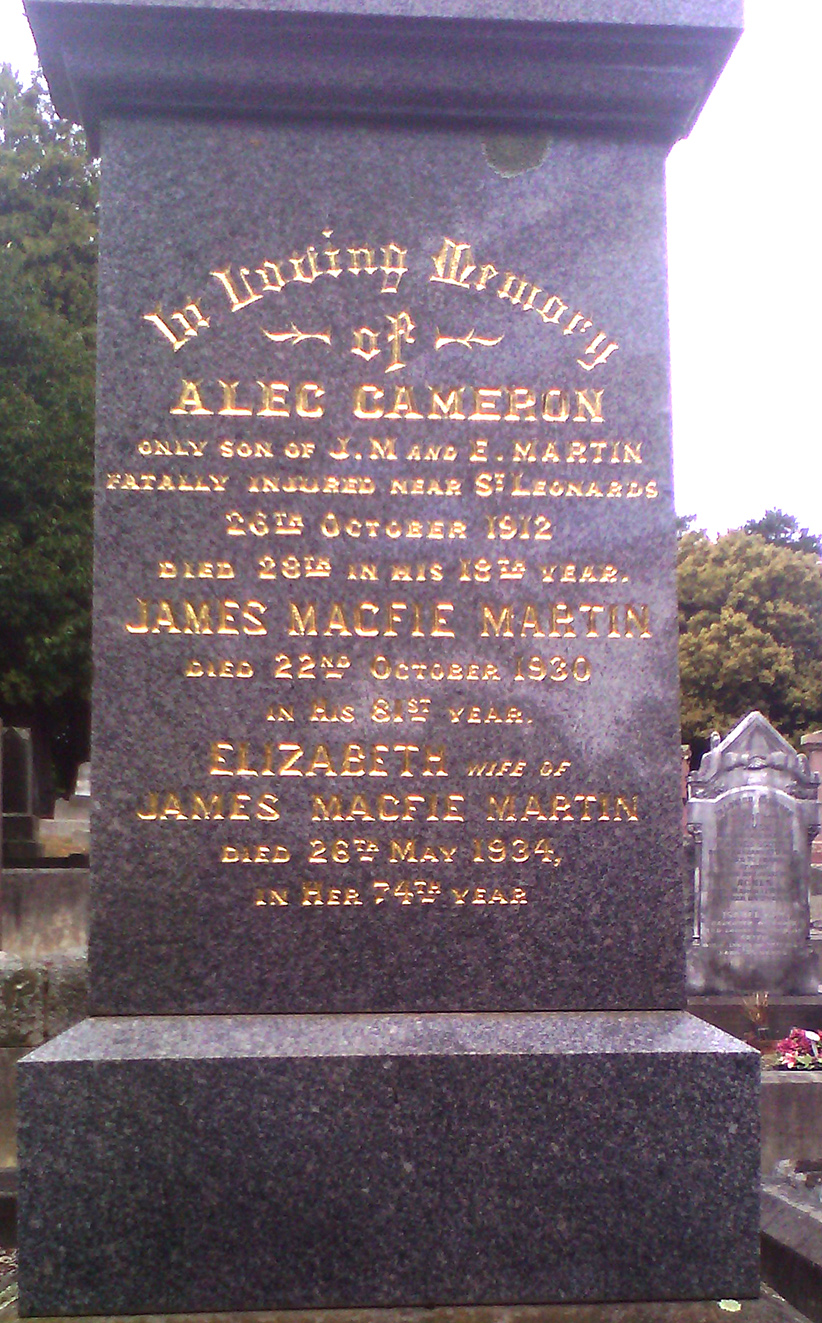 In Loving Memory
of
ALEC CAMERON
ONLY SON OF J.M AND E. MARTIN
FATALLY INJURED NEAR ST LEONARDS
26TH OCTOBER 1912
DIED 28TH IN HIS 18TH YEAR.
JAMES MACFIE MARTIN
DIED 22ND OCTOBER 1930
IN HIS 81ST YEAR.
ELIZABETH WIFE OF
JAMES MACFIE MARTIN
DIED 28TH MAY 1934,
IN HER 74TH YEAR